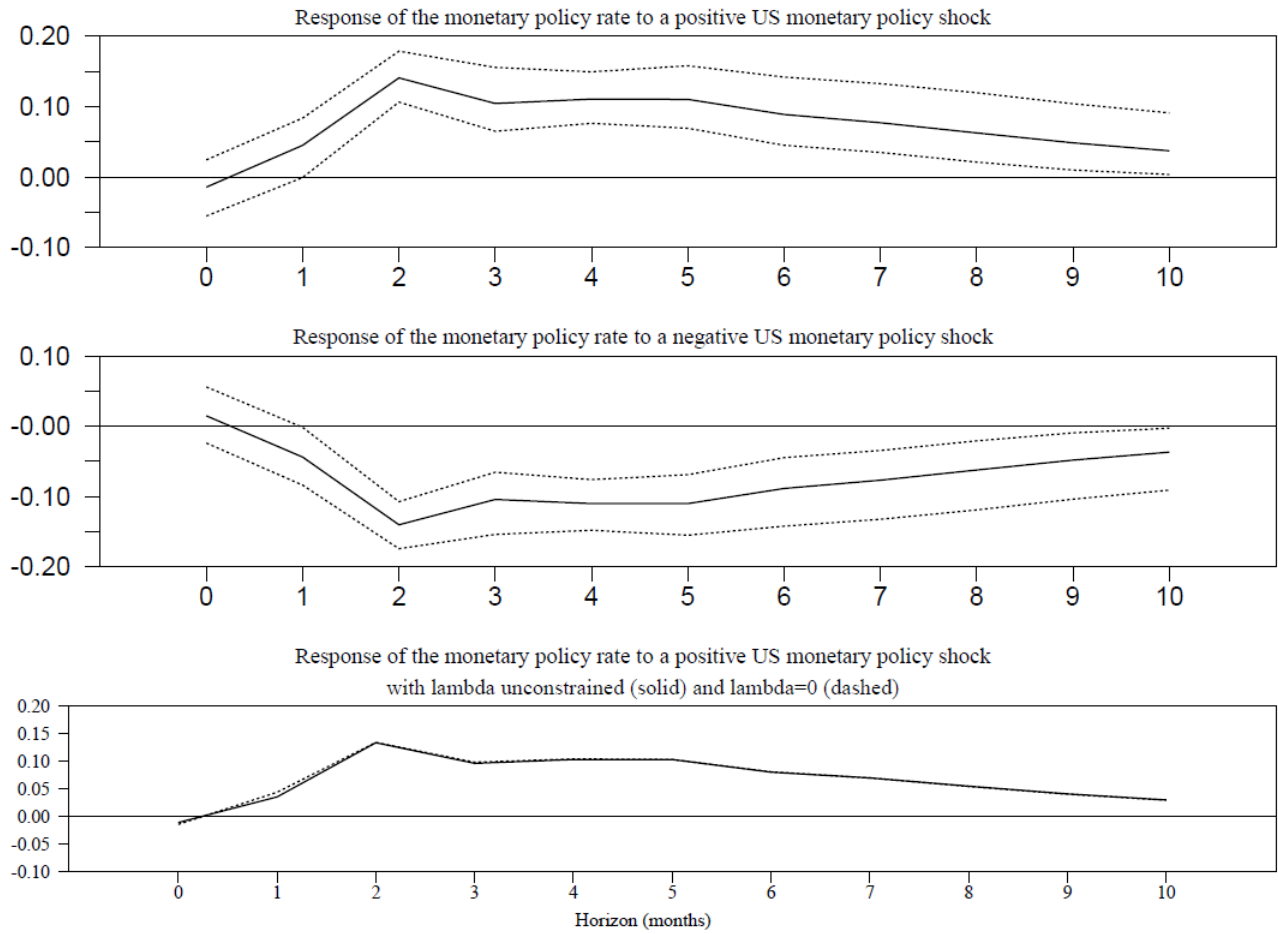 Response of the monetary policy rate to a positive US monetary policy shock
0.20
0.10
0.00
-0.10
0 1 2 3 4 5 6 7 8 9 10
Response of the monetary policy rate to a negative US monetary policy shock
0.10
-0.00
-0.10
-0.20
0 1 2 3 4 5 6 7 8 9 10
Response of the monetary policy rate to a positive US monetary policy shock
with lambda unconstrained (solid) and lambda=0 (dashed)
0.20
0.15
0.10
0.05
0.00
-0.05
-0.10
0 1 2 3 4 5 6 7 8 9 10
Horizon (months)